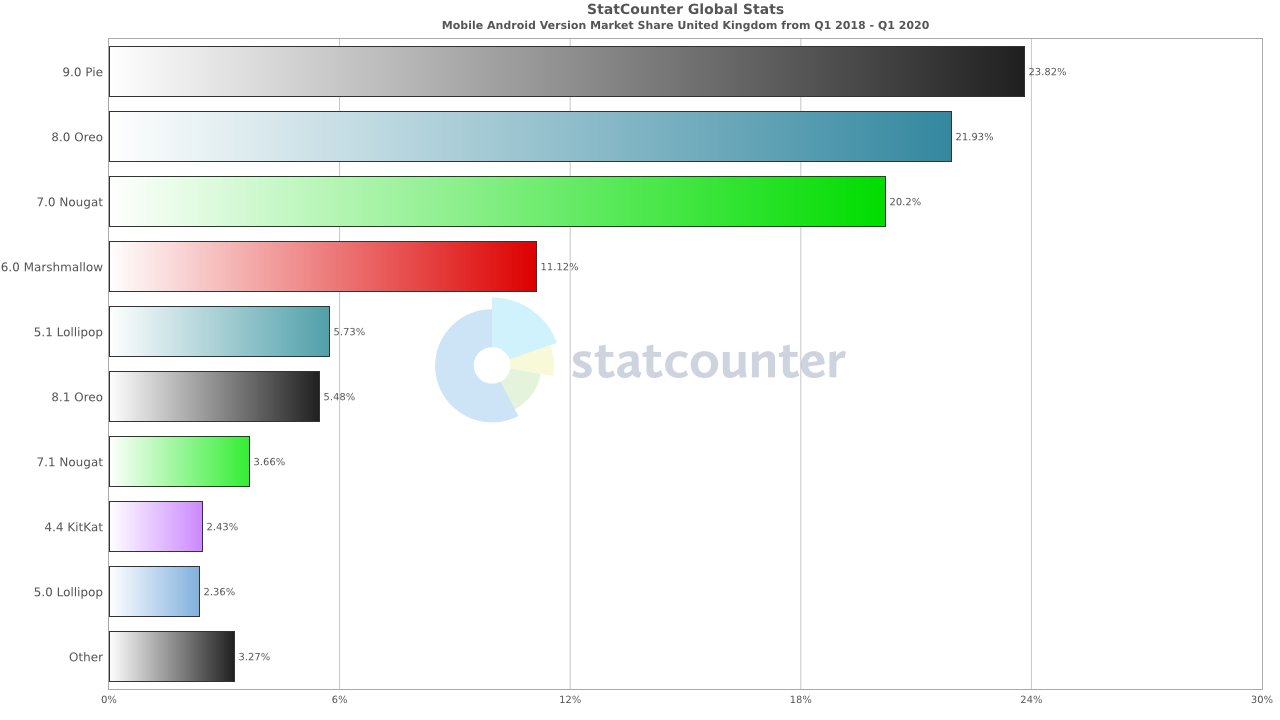 StatCounter Global Stats
Mobile Android Version Market Share United Kingdom from Q1 2018 - Q1 2020
9.0 Pie 23.82%
8.0 Oreo 21.93%
7.0 Nougat 20.2%
6.0 Marshmallow 11.12%
5.1 Lollipop 5.73%
statcounter
8.1 Oreo 5.48%
7.1 Nougat 3.66%
4.4 KitKat 2.43%
5.0 Lollipop 2.36%
Other 3.27%
0% 6% 12% 18% 24% 30%